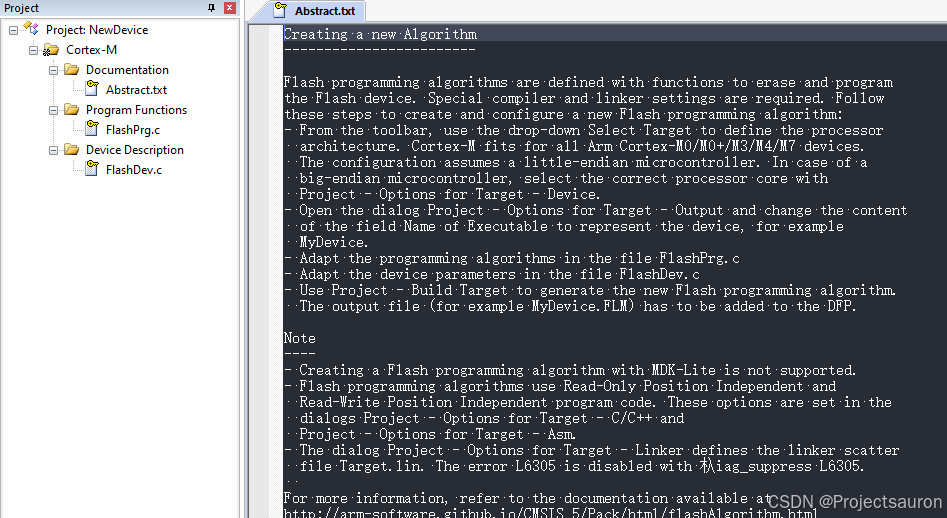 Project
Project: NewDevice
Cortex-M
Documentation
Abstract.txt
Program Functions
FlashPrg.c
Device Description
FlashDev.c
Abstract.txt
Creating a new Algorithm
------------------------
Flash programming algorithms are defined with functions to erase and program
the Flash device. Special compiler and linker settings are required. Follow
these steps to create and configure a new Flash programming algorithm:
- From the toolbar, use the drop-down Select Target to define the processor
architecture. Cortex-M fits for all Arm Cortex-M0/M0+/M3/M4/M7 devices.
The configuration assumes a little-endian microcontroller. In case of a
big-endian microcontroller, select the correct processor core with
Project - Options for Target - Device.
- Open the dialog Project - Options for Target - Output and change the content
of the field Name of Executable to represent the device, for example
MyDevice.
- Adapt the programming algorithms in the file FlashPrg.c
- Adapt the device parameters in the file FlashDev.c
- Use Project - Build Target to generate the new Flash programming algorithm.
The output file (for example MyDevice.FLM) has to be added to the DFP.
Note
----
- Creating a Flash programming algorithm with MDK-Lite is not supported.
- Flash programming algorithms use Read-Only Position Independent and
Read-Write Position Independent program code. These options are set in the
dialogs Project - Options for Target - C/C++ and
Project - Options for Target - Asm.
- The dialog Project - Options for Target - Linker defines the linker scatter
file Target.lin. The error L6305 is disabled with iag_suppress L6305.
For more information, refer to the documentation available at
http://arm-software.github.io/CMSIS_5/Pack/html/flashAlgorithm.html
CSDN @Projectsauron